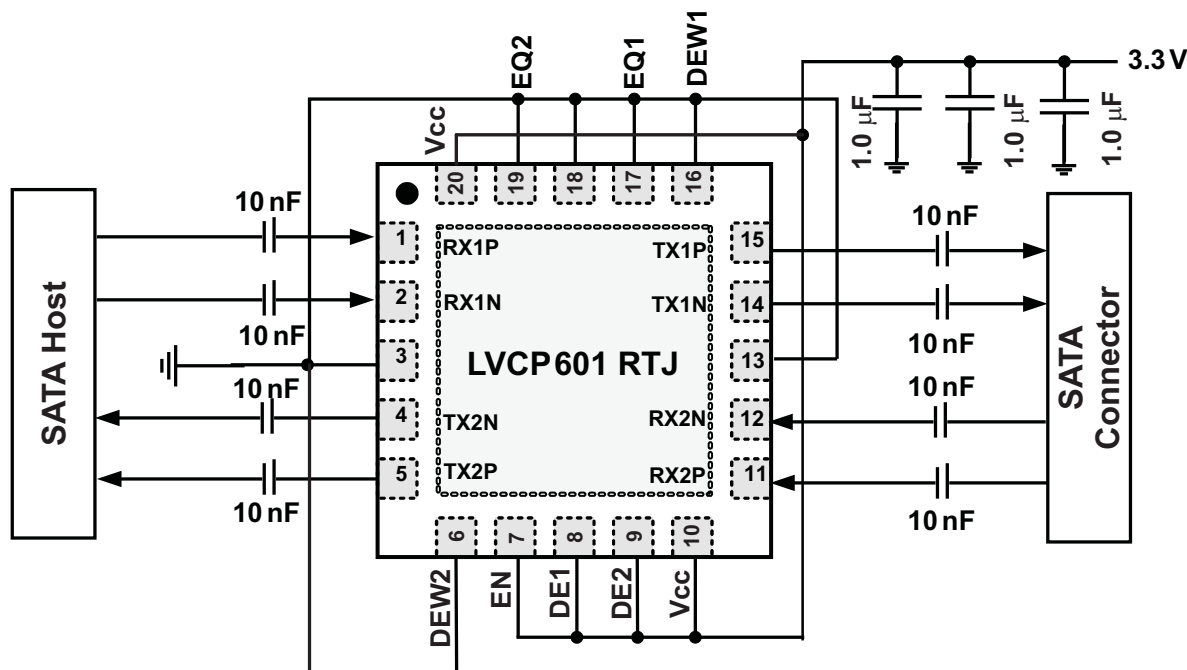 EQ2
EQ1
DEW1
3.3 V
Vcc
1.0 µF
1.0 µF
1.0 µF
20
19
18
17
16
10 nF
10 nF
1
RX1P
TX1P
15
2
RX1N
TX1N
14
10 nF
10 nF
SATA Host
3
LVCP601 RTJ
13
SATA
Connector
10 nF
10 nF
4
TX2N
RX2N
12
5
TX2P
RX2P
11
10 nF
10 nF
6
7
8
9
10
DEW2
EN
DE1
DE2
Vcc